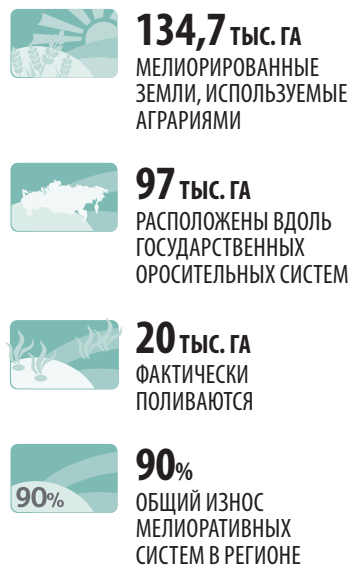 134,7 ТЫС. ГА
МЕЛИОРИРОВАННЫЕ
ЗЕМЛИ, ИСПОЛЬЗУЕМЫЕ
АГРАРИЯМИ
97 ТЫС. ГА
РАСПОЛОЖЕНЫ ВДОЛЬ
ГОСУДАРСТВЕННЫХ
ОРОСИТЕЛЬНЫХ СИСТЕМ
20 ТЫС. ГА
ФАКТИЧЕСКИ
ПОЛИВАЮТСЯ
90%
90%
ОБЩИЙ ИЗНОС
МЕЛИОРАТИВНЫХ
СИСТЕМ В РЕГИОНЕ